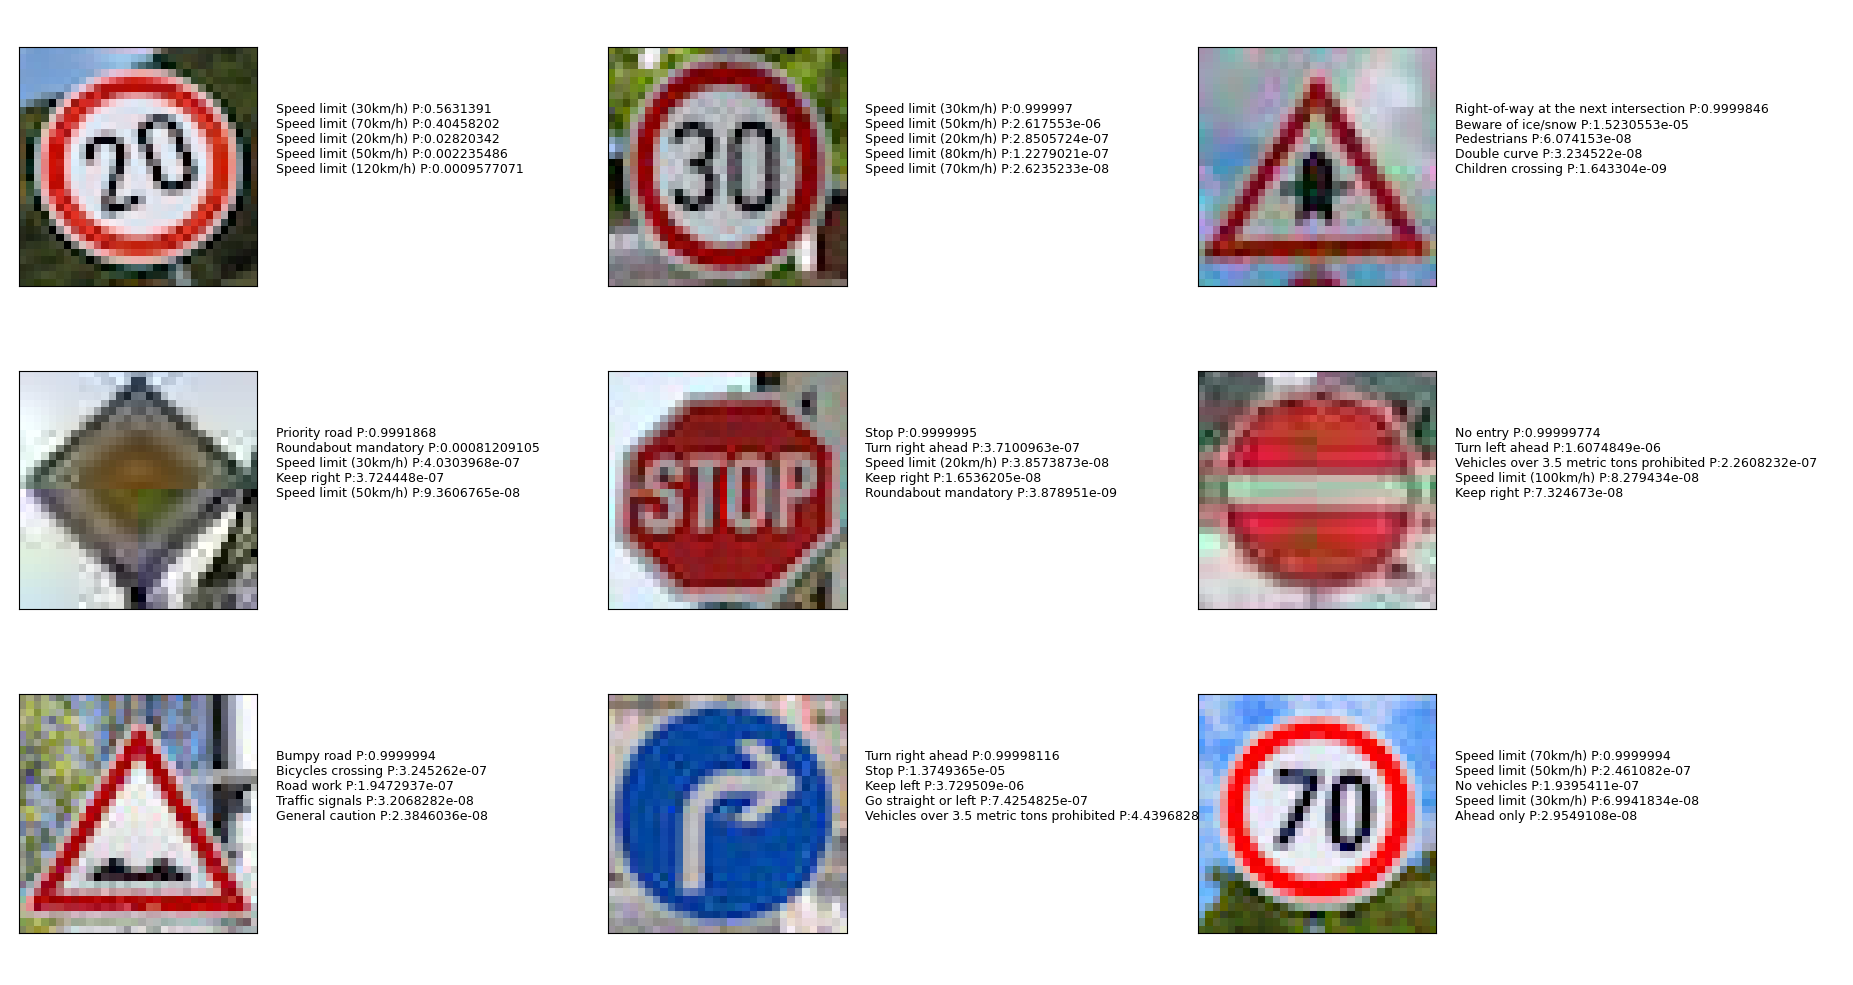 20
Speed limit (30km/h) P:0.5631391
Speed limit (70km/h) P:0.40458202
Speed limit (20km/h) P:0.02820342
Speed limit (50km/h) P:0.002235486
Speed limit (120km/h) P:0.0009577071
30
Speed limit (30km/h) P:0.999997
Speed limit (50km/h) P:2.617553e-06
Speed limit (20km/h) P:2.8505724e-07
Speed limit (80km/h) P:1.2279021e-07
Speed limit (70km/h) P:2.6235233e-08
Right-of-way at the next intersection P:0.9999846
Beware of ice/snow P:1.5230553e-05
Pedestrians P:6.074153e-08
Double curve P:3.234522e-08
Children crossing P:1.643304e-09
Priority road P:0.9991868
Roundabout mandatory P:0.00081209105
Speed limit (30km/h) P:4.0303968e-07
Keep right P:3.724448e-07
Speed limit (50km/h) P:9.3606765e-08
STOP
Stop P:0.9999995
Turn right ahead P:3.7100963e-07
Speed limit (20km/h) P:3.8573873e-08
Keep right P:1.6536205e-08
Roundabout mandatory P:3.878951e-09
No entry P:0.99999774
Turn left ahead P:1.6074849e-06
Vehicles over 3.5 metric tons prohibited P:2.2608232e-07
Speed limit (100km/h) P:8.279434e-08
Keep right P:7.324673e-08
Bumpy road P:0.9999994
Bicycles crossing P:3.245262e-07
Road work P:1.9472937e-07
Traffic signals P:3.2068282e-08
General caution P:2.3846036e-08
Turn right ahead P:0.99998116
Stop P:1.3749365e-05
Keep left P:3.729509e-06
Go straight or left P:7.4254825e-07
Vehicles over 3.5 metric tons prohibited P:4.4396828
70
Speed limit (70km/h) P:0.9999994
Speed limit (50km/h) P:2.461082e-07
No vehicles P:1.9395411e-07
Speed limit (30km/h) P:6.9941834e-08
Ahead only P:2.9549108e-08